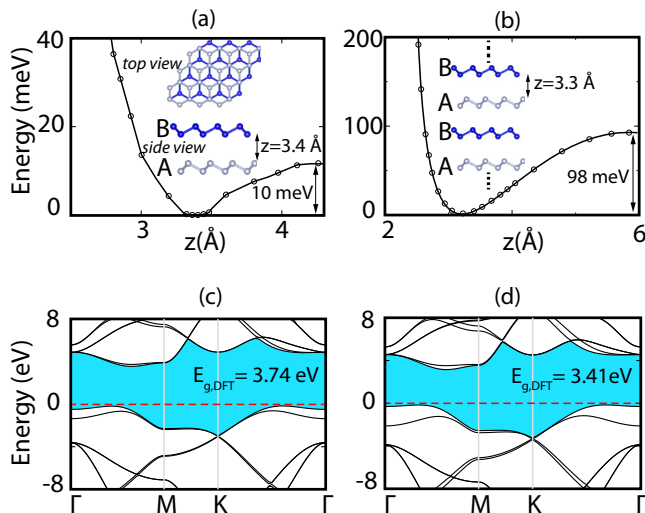 (a)
(b)
Energy (meV)
40
20
0
top view
B
side view
A
z=3.4 Å
10 meV
3
4
z(Å)
200
100
0
B
z=3.3 Å
A
B
A
98 meV
2
4
6
z(Å)
(c)
(d)
Energy (eV)
8
0
-8
E_g,DFT = 3.74 eV
Γ
M
K
Γ
8
0
-8
E_g,DFT = 3.41eV
Γ
M
K
Γ